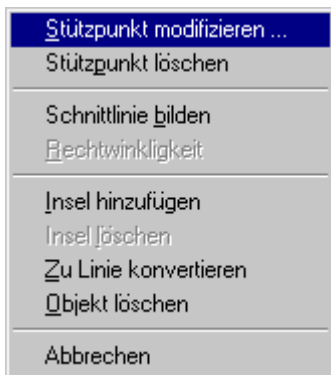 Stützpunkt modifizieren ...
Stützpunkt löschen
Schnittlinie bilden
Rechtwinkligkeit
Insel hinzufügen
Insel löschen
Zu Linie konvertieren
Objekt löschen
Abbrechen